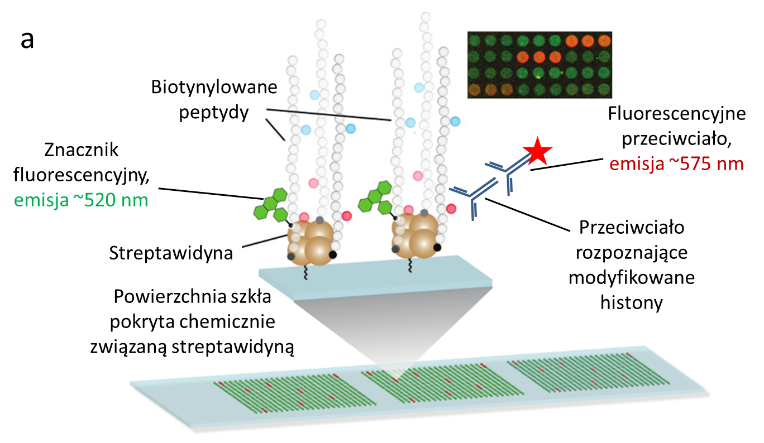 a
Biotynylowane
peptydy
Znacznik
fluorescencyjny,
emisja ~520 nm
Streptawidyna
Powierzchnia szkła
pokryta chemicznie
związaną streptawidyną
Fluorescencyjne
przeciwciało,
emisja ~575 nm
Przeciwciało
rozpoznające
modyfikowane
histony